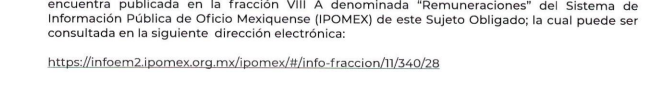 encuentra publicada en la fracción VIII A denominada "Remuneraciones" del Sistema de
Información Pública de Oficio Mexiquense (IPOMEX) de este Sujeto Obligado; la cual puede ser
consultada en la siguiente dirección electrónica:
https://infoem2.ipomex.org.mx/ipomex/#/info-fraccion/11/340/28